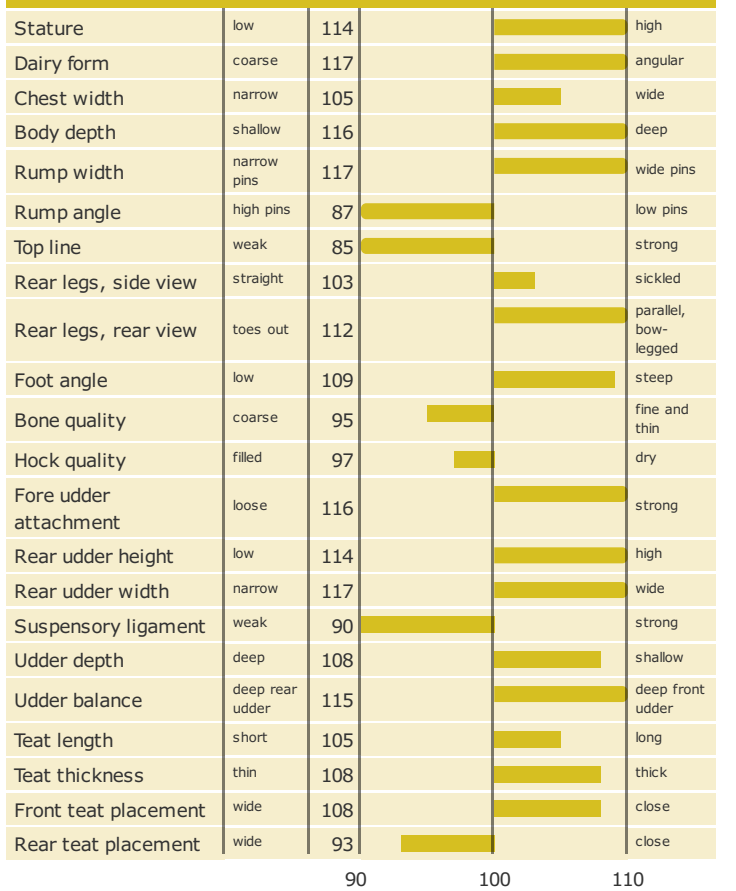 Stature low 114 high
Dairy form coarse 117 angular
Chest width narrow 105 wide
Body depth shallow 116 deep
Rump width narrow pins 117 wide pins
Rump angle high pins 87 low pins
Top line weak 85 strong
Rear legs, side view straight 103 sickled
Rear legs, rear view toes out 112 parallel, bow-legged
Foot angle low 109 steep
Bone quality coarse 95 fine and thin
Hock quality filled 97 dry
Fore udder attachment loose 116 strong
Rear udder height low 114 high
Rear udder width narrow 117 wide
Suspensory ligament weak 90 strong
Udder depth deep 108 shallow
Udder balance deep rear udder 115 deep front udder
Teat length short 105 long
Teat thickness thin 108 thick
Front teat placement wide 108 close
Rear teat placement wide 93 close
90 100 110